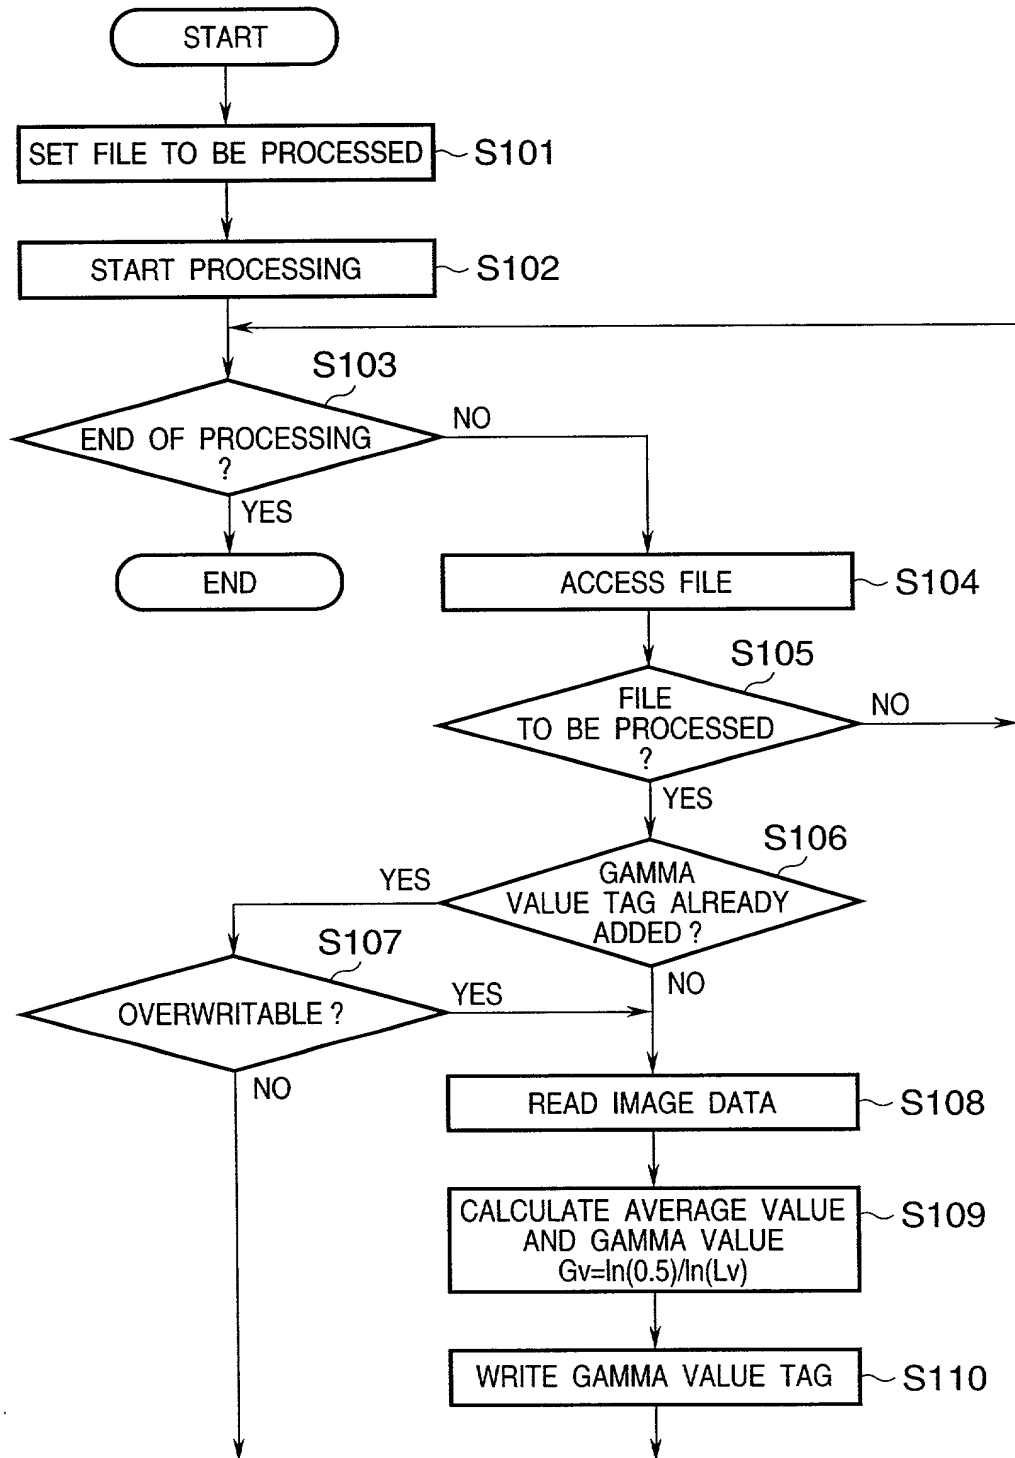 START
SET FILE TO BE PROCESSED
S101
START PROCESSING
S102
S103
END OF PROCESSING
?
NO
YES
END
ACCESS FILE
S104
S105
FILE
TO BE PROCESSED
?
NO
YES
S106
GAMMA
VALUE TAG ALREADY
ADDED ?
YES
NO
S107
OVERWRITABLE ?
YES
NO
READ IMAGE DATA
S108
CALCULATE AVERAGE VALUE
AND GAMMA VALUE
Gv=ln(0.5)/ln(Lv)
S109
WRITE GAMMA VALUE TAG
S110